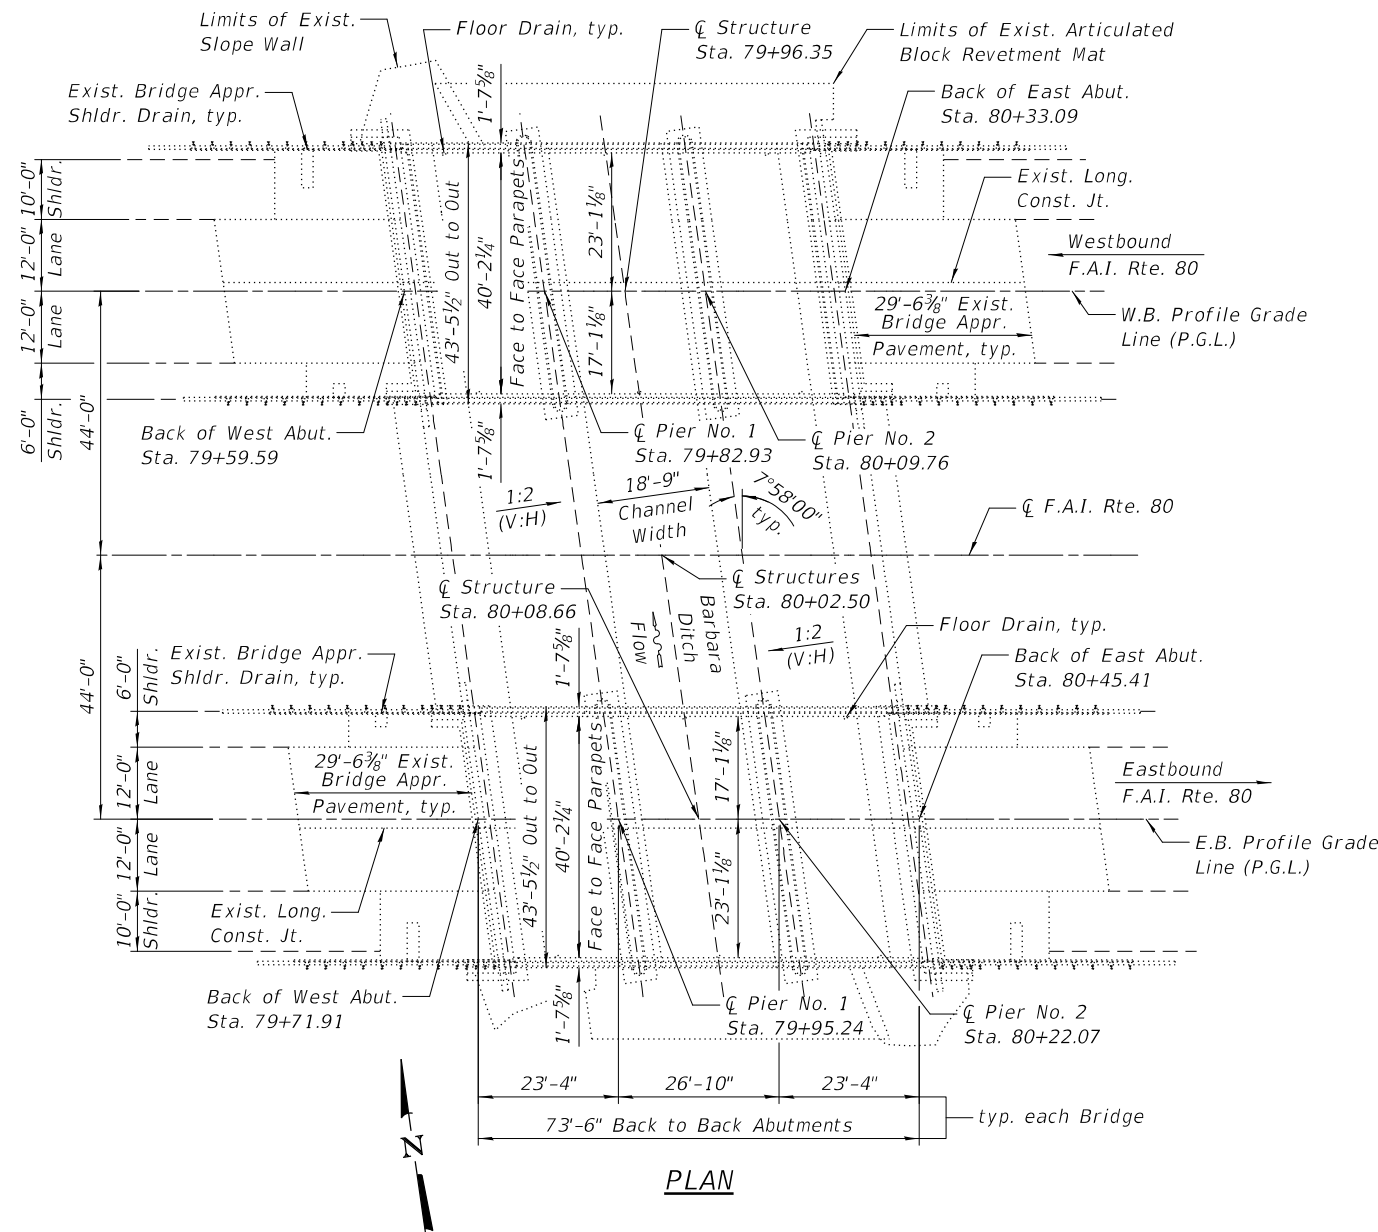 Limits of Exist.
Slope Wall
Floor Drain, typ.
℄ Structure
Sta. 79+96.35
Limits of Exist. Articulated
Block Revetment Mat
Exist. Bridge Appr.
Shldr. Drain, typ.
1'-7⅝"
Back of East Abut.
Sta. 80+33.09
10'-0"
Shldr.
12'-0"
Lane
12'-0"
Lane
6'-0"
Shldr.
44'-0"
43'-5½" Out to Out
40'-2¼"
Face to Face Parapets
23'-1⅛"
17'-1⅛"
Exist. Long.
Const. Jt.
Westbound
F.A.I. Rte. 80
29'-6⅜" Exist.
Bridge Appr.
Pavement, typ.
W.B. Profile Grade
Line (P.G.L.)
Back of West Abut.
Sta. 79+59.59
1'-7⅝"
℄ Pier No. 1
Sta. 79+82.93
℄ Pier No. 2
Sta. 80+09.76
1:2
(V:H)
18'-9"
Channel
Width
7°58'00"
typ.
℄ F.A.I. Rte. 80
℄ Structure
Sta. 80+08.66
℄ Structures
Sta. 80+02.50
Barbara
Ditch
Flow
1:2
(V:H)
Floor Drain, typ.
44'-0"
6'-0"
Shldr.
12'-0"
Lane
12'-0"
Lane
10'-0"
Shldr.
Exist. Bridge Appr.
Shldr. Drain, typ.
1'-7⅝"
Back of East Abut.
Sta. 80+45.41
29'-6⅜" Exist.
Bridge Appr.
Pavement, typ.
43'-5½" Out to Out
40'-2¼"
Face to Face Parapets
17'-1⅛"
23'-1⅛"
Eastbound
F.A.I. Rte. 80
E.B. Profile Grade
Line (P.G.L.)
Exist. Long.
Const. Jt.
Back of West Abut.
Sta. 79+71.91
1'-7⅝"
℄ Pier No. 1
Sta. 79+95.24
℄ Pier No. 2
Sta. 80+22.07
23'-4"
26'-10"
23'-4"
73'-6" Back to Back Abutments
typ. each Bridge
N
PLAN